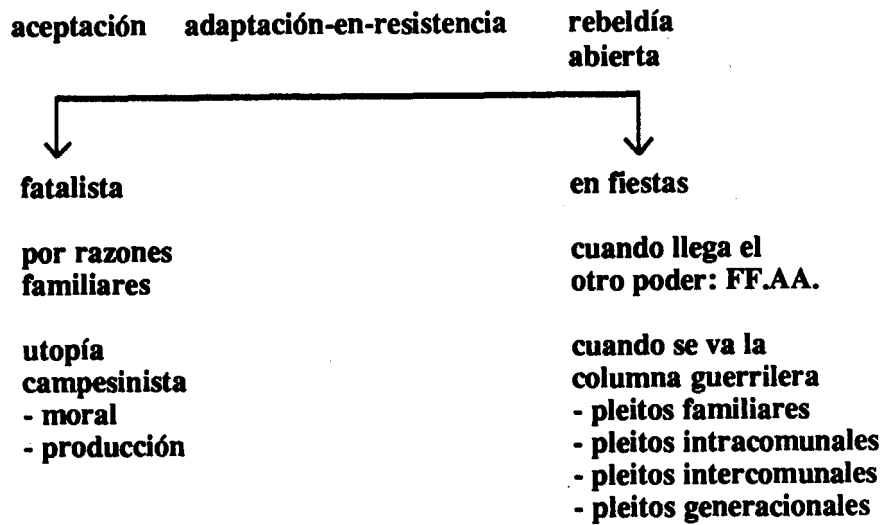 aceptación adaptación-en-resistencia rebeldía
abierta
fatalista
por razones
familiares
utopía
campesinista
- moral
- producción
en fiestas
cuando llega el
otro poder: FF.AA.
cuando se va la
columna guerrilera
- pleitos familiares
- pleitos intracomunales
- pleitos intercomunales
- pleitos generacionales